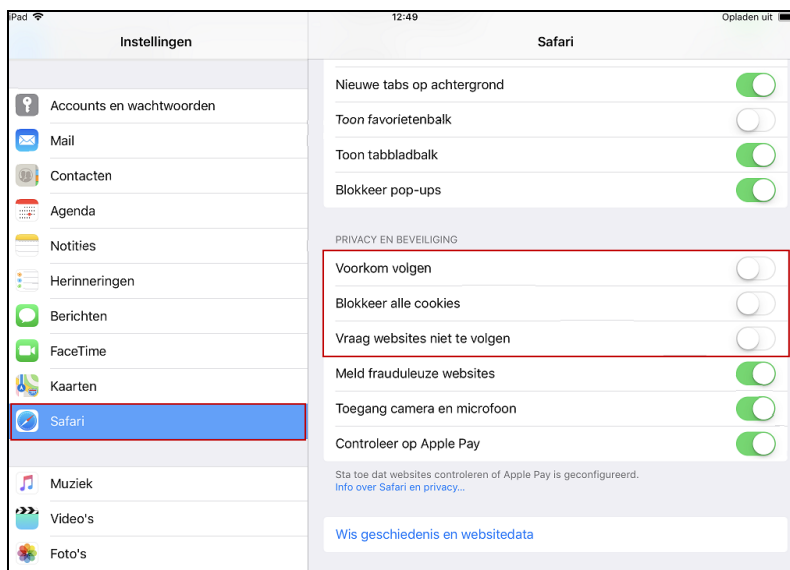 iPad 12:49 Opladen uit
Instellingen
Safari
Accounts en wachtwoorden
Mail
Contacten
Agenda
Notities
Herinneringen
Berichten
FaceTime
Kaarten
Safari
Muziek
Video's
Foto's
Nieuwe tabs op achtergrond
Toon favorietenbalk
Toon tabbladbalk
Blokkeer pop-ups
PRIVACY EN BEVEILIGING
Voorkom volgen
Blokkeer alle cookies
Vraag websites niet te volgen
Meld frauduleuze websites
Toegang camera en microfoon
Controleer op Apple Pay
Sta toe dat websites controleren of Apple Pay is geconfigureerd.
Info over Safari en privacy...
Wis geschiedenis en websitedata